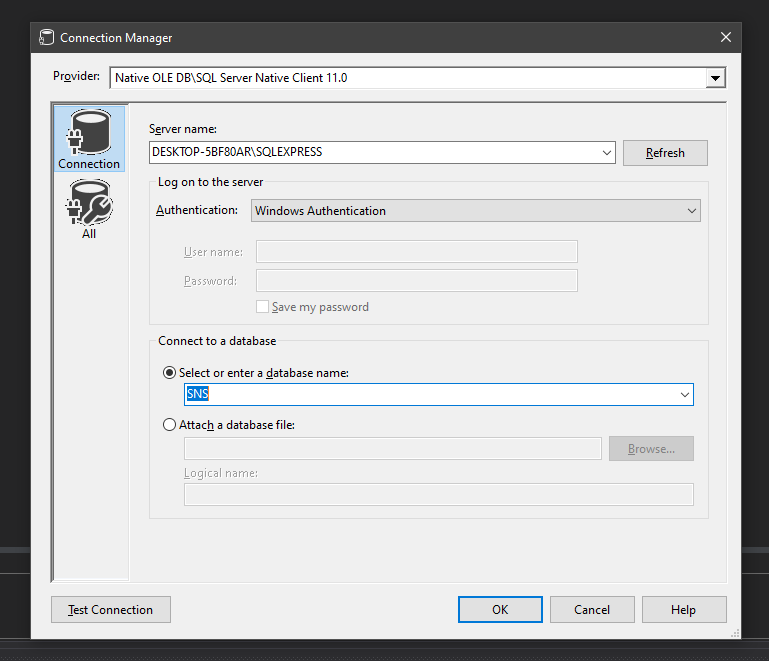 Connection Manager
Provider: Native OLE DB\SQL Server Native Client 11.0
Connection
All
Server name:
DESKTOP-5BF80AR\SQLEXPRESS
Refresh
Log on to the server
Authentication: Windows Authentication
User name:
Password:
Save my password
Connect to a database
Select or enter a database name:
SNS
Attach a database file:
Browse...
Logical name:
Test Connection
OK
Cancel
Help